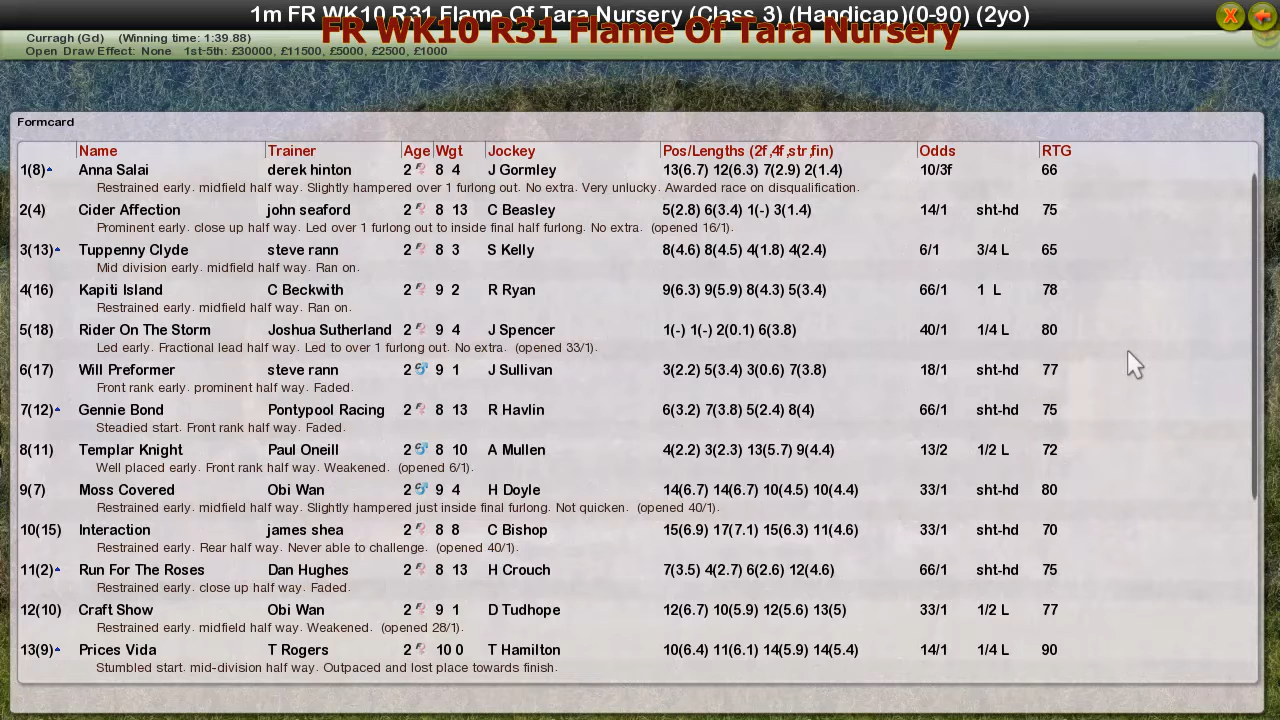 1m FR WK10 R31 Flame Of Tara Nursery (Class 3) (Handicap)(0-90) (2yo)
FR WK10 R31 Flame Of Tara Nursery
Curragh (Gd) (Winning time: 1:39.88)
Open Draw Effect: None 1st-5th: £30000, £11500, £5000, £2500, £1000
Formcard
Name Trainer Age Wgt Jockey Pos/Lengths (2f,4f,str,fin) Odds RTG
1(8) Anna Salai derek hinton 2 8 4 J Gormley 13(6.7) 12(6.3) 7(2.9) 2(1.4) 10/3f 66
Restrained early. midfield half way. Slightly hampered over 1 furlong out. No extra. Very unlucky. Awarded race on disqualification.
2(4) Cider Affection john seaford 2 8 13 C Beasley 5(2.8) 6(3.4) 1(-) 3(1.4) 14/1 sht-hd 75
Prominent early. close up half way. Led over 1 furlong out to inside final half furlong. No extra. (opened 16/1).
3(13) Tuppenny Clyde steve rann 2 8 3 S Kelly 8(4.6) 8(4.5) 4(1.8) 4(2.4) 6/1 3/4 L 65
Mid division early. midfield half way. Ran on.
4(16) Kapiti Island C Beckwith 2 9 2 R Ryan 9(6.3) 9(5.9) 8(4.3) 5(3.4) 66/1 1 L 78
Restrained early. midfield half way. Ran on.
5(18) Rider On The Storm Joshua Sutherland 2 9 4 J Spencer 1(-) 1(-) 2(0.1) 6(3.8) 40/1 1/4 L 80
Led early. Fractional lead half way. Led to over 1 furlong out. No extra. (opened 33/1).
6(17) Will Preformer steve rann 2 9 1 J Sullivan 3(2.2) 5(3.4) 3(0.6) 7(3.8) 18/1 sht-hd 77
Front rank early. prominent half way. Faded.
7(12) Gennie Bond Pontypool Racing 2 8 13 R Havlin 6(3.2) 7(3.8) 5(2.4) 8(4) 66/1 sht-hd 75
Steadied start. Front rank half way. Faded.
8(11) Templar Knight Paul Oneill 2 8 10 A Mullen 4(2.2) 3(2.3) 13(5.7) 9(4.4) 13/2 1/2 L 72
Well placed early. Front rank half way. Weakened. (opened 6/1).
9(7) Moss Covered Obi Wan 2 9 4 H Doyle 14(6.7) 14(6.7) 10(4.5) 10(4.4) 33/1 sht-hd 80
Restrained early. midfield half way. Slightly hampered just inside final furlong. Not quicken. (opened 40/1).
10(15) Interaction james shea 2 8 8 C Bishop 15(6.9) 17(7.1) 15(6.3) 11(4.6) 33/1 sht-hd 70
Restrained early. Rear half way. Never able to challenge. (opened 40/1).
11(2) Run For The Roses Dan Hughes 2 8 13 H Crouch 7(3.5) 4(2.7) 6(2.6) 12(4.6) 66/1 sht-hd 75
Restrained early. close up half way. Faded.
12(10) Craft Show Obi Wan 2 9 1 D Tudhope 12(6.7) 10(5.9) 12(5.6) 13(5) 33/1 1/2 L 77
Restrained early. midfield half way. Weakened. (opened 28/1).
13(9) Prices Vida T Rogers 2 10 0 T Hamilton 10(6.4) 11(6.1) 14(5.9) 14(5.4) 14/1 1/4 L 90
Stumbled start. mid-division half way. Outpaced and lost place towards finish.